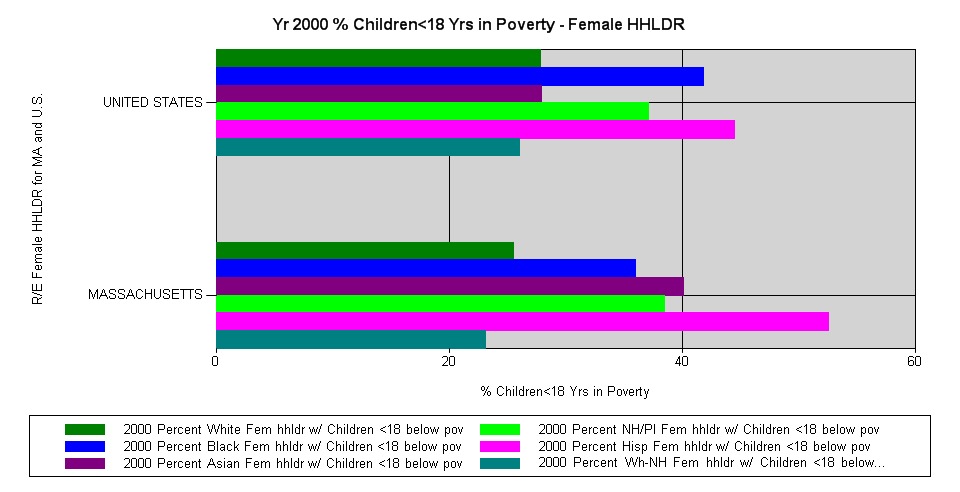 Yr 2000 % Children<18 Yrs in Poverty - Female HHLDR
R/E Female HHLDR for MA and U.S.
UNITED STATES
MASSACHUSETTS
0 20 40 60
% Children<18 Yrs in Poverty
2000 Percent White Fem hhldr w/ Children <18 below pov
2000 Percent NH/PI Fem hhldr w/ Children <18 below pov
2000 Percent Black Fem hhldr w/ Children <18 below pov
2000 Percent Hisp Fem hhldr w/ Children <18 below pov
2000 Percent Asian Fem hhldr w/ Children <18 below pov
2000 Percent Wh-NH Fem hhldr w/ Children <18 below...